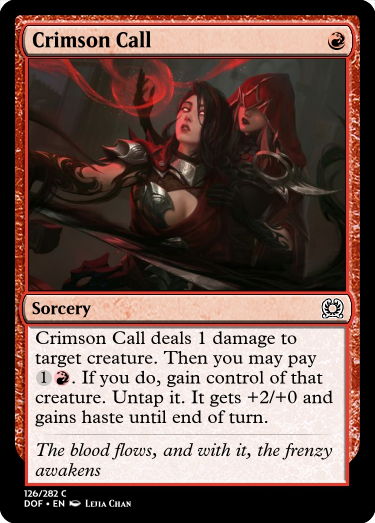 Crimson Call
Sorcery
Crimson Call deals 1 damage to
target creature. Then you may pay
1 . If you do, gain control of that
creature. Untap it. It gets +2/+0 and
gains haste until end of turn.
The blood flows, and with it, the frenzy
awakens
126/282 C
DOF • EN Lejia Chan